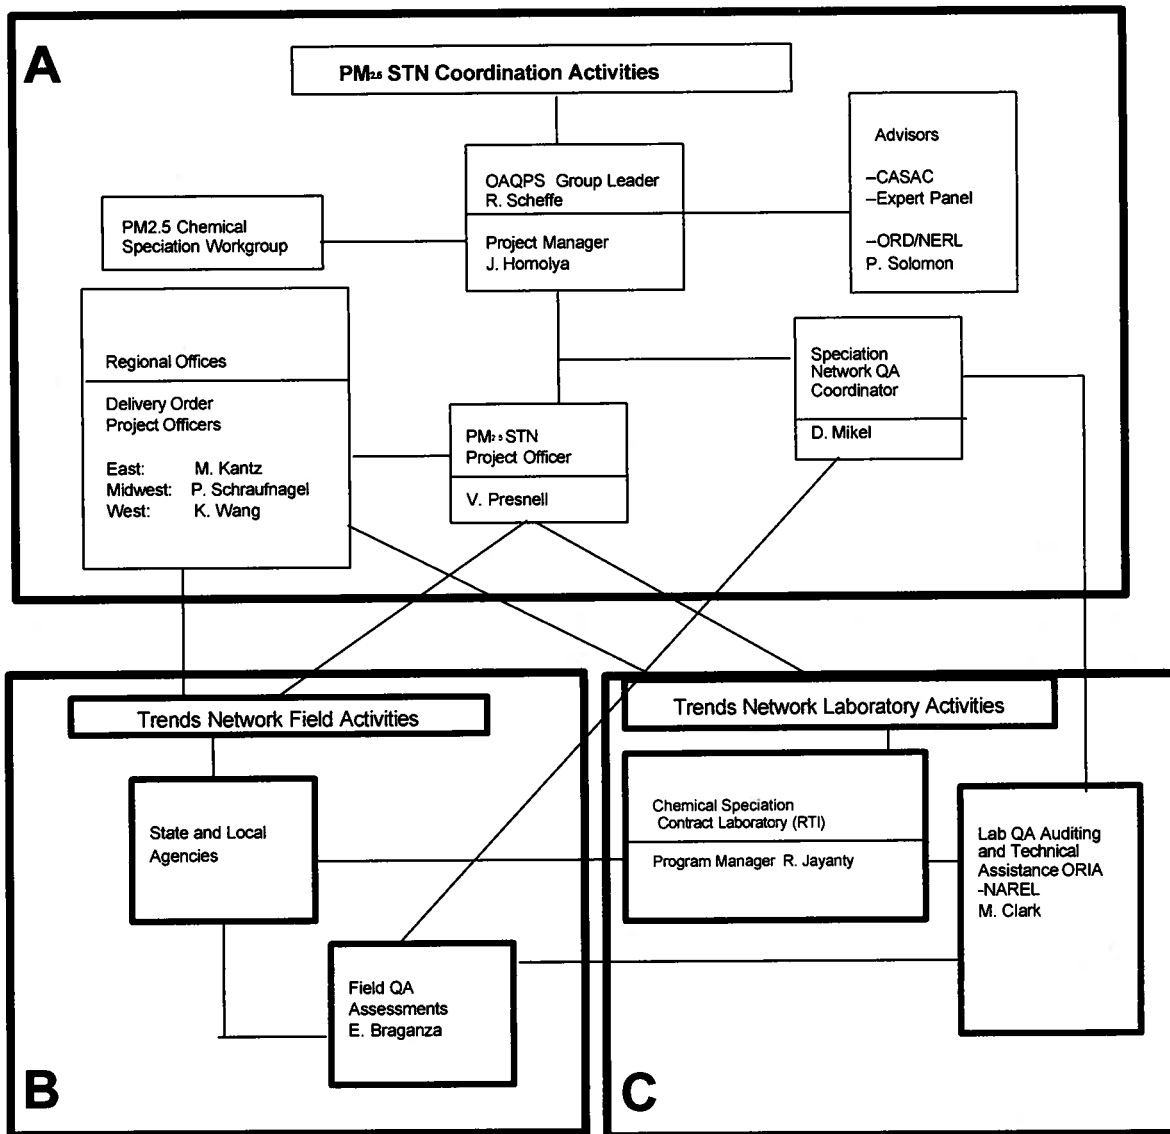 A
PM2.5 STN Coordination Activities
OAQPS Group Leader
R. Scheffe
Project Manager
J. Homolya
Advisors
–CASAC
–Expert Panel
–ORD/NERL
P. Solomon
PM2.5 Chemical
Speciation Workgroup
Regional Offices
Delivery Order
Project Officers
East: M. Kantz
Midwest: P. Schraufnagel
West: K. Wang
PM2.5 STN
Project Officer
V. Presnell
Speciation
Network QA
Coordinator
D. Mikel
Trends Network Field Activities
State and Local
Agencies
Field QA
Assessments
E. Braganza
B
Trends Network Laboratory Activities
Chemical Speciation
Contract Laboratory (RTI)
Program Manager R. Jayanty
Lab QA Auditing
and Technical
Assistance ORIA
-NAREL
M. Clark
C